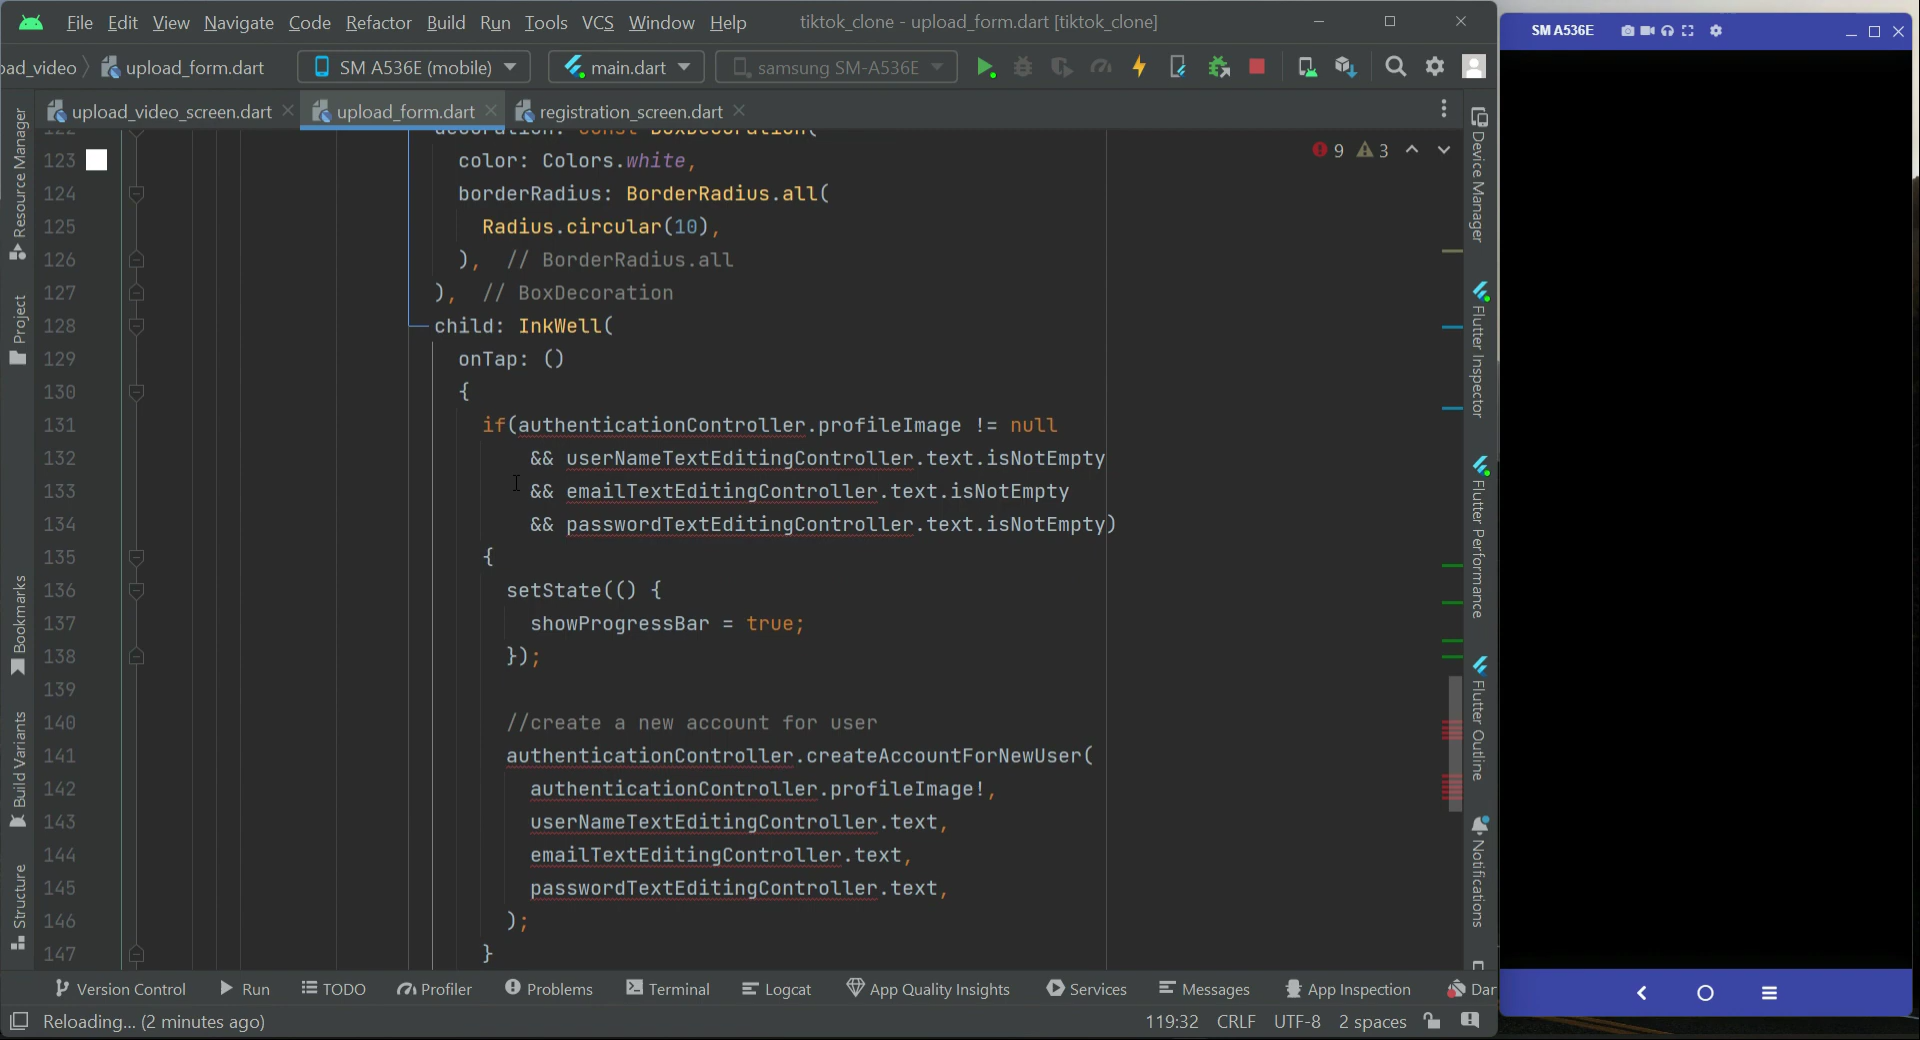 File Edit View Navigate Code Refactor Build Run Tools VCS Window Help
tiktok_clone - upload_form.dart [tiktok_clone]
SM A536E
oad_video
upload_form.dart
SM A536E (mobile)
main.dart
samsung SM-A536E
upload_video_screen.dart
upload_form.dart
registration_screen.dart
9
3
decoration: const BoxDecoration(
123 color: Colors.white,
124 borderRadius: BorderRadius.all(
125 Radius.circular(10),
126 ), // BorderRadius.all
127 ), // BoxDecoration
128 child: InkWell(
129 onTap: ()
130 {
131 if(authenticationController.profileImage != null
132 && userNameTextEditingController.text.isNotEmpty
133 && emailTextEditingController.text.isNotEmpty
134 && passwordTextEditingController.text.isNotEmpty)
135 {
136 setState(() {
137 showProgressBar = true;
138 });
139
140 //create a new account for user
141 authenticationController.createAccountForNewUser(
142 authenticationController.profileImage!,
143 userNameTextEditingController.text,
144 emailTextEditingController.text,
145 passwordTextEditingController.text,
146 );
147 }
Resource Manager
Project
Bookmarks
Build Variants
Structure
Device Manager
Flutter Inspector
Flutter Performance
Flutter Outline
Notifications
Version Control
Run
TODO
Profiler
Problems
Terminal
Logcat
App Quality Insights
Services
Messages
App Inspection
Dar
Reloading... (2 minutes ago)
119:32 CRLF UTF-8 2 spaces